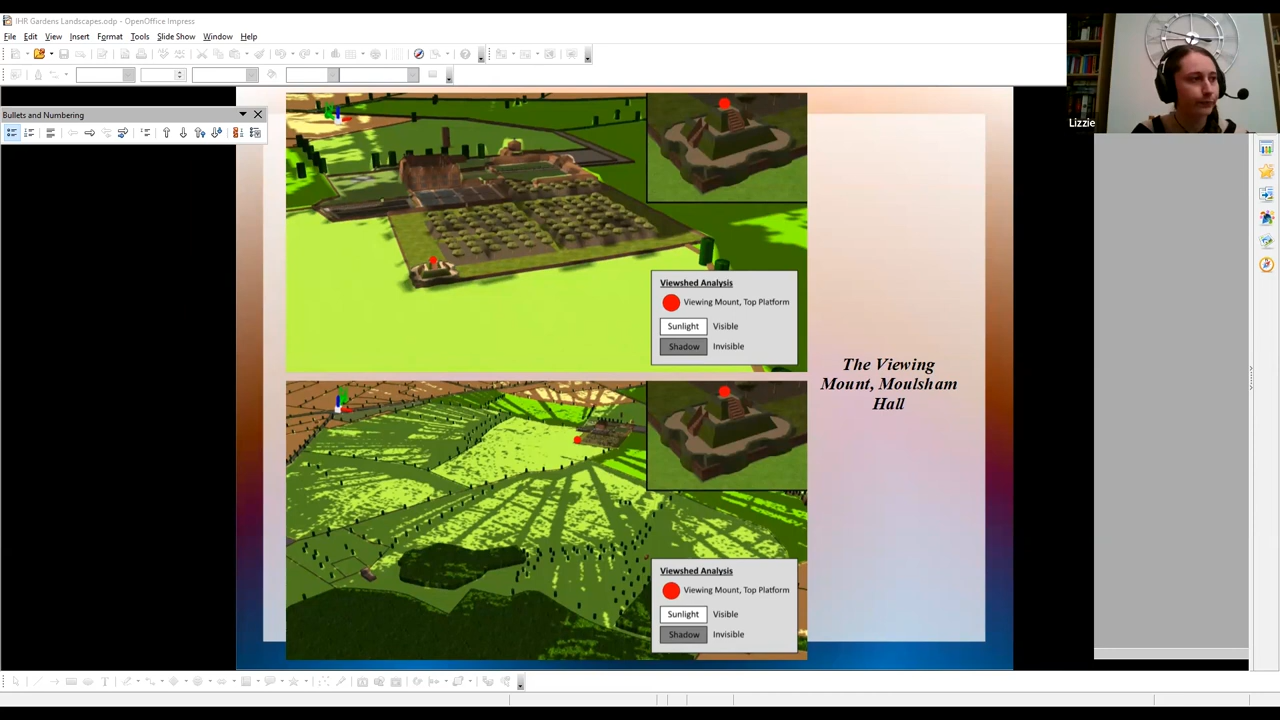 IHR Gardens Landscapes.odp - OpenOffice Impress
File Edit View Insert Format Tools Slide Show Window Help
Bullets and Numbering
Lizzie
Viewshed Analysis
Viewing Mount, Top Platform
Sunlight Visible
Shadow Invisible
The Viewing
Mount, Moulsham
Hall
Viewshed Analysis
Viewing Mount, Top Platform
Sunlight Visible
Shadow Invisible